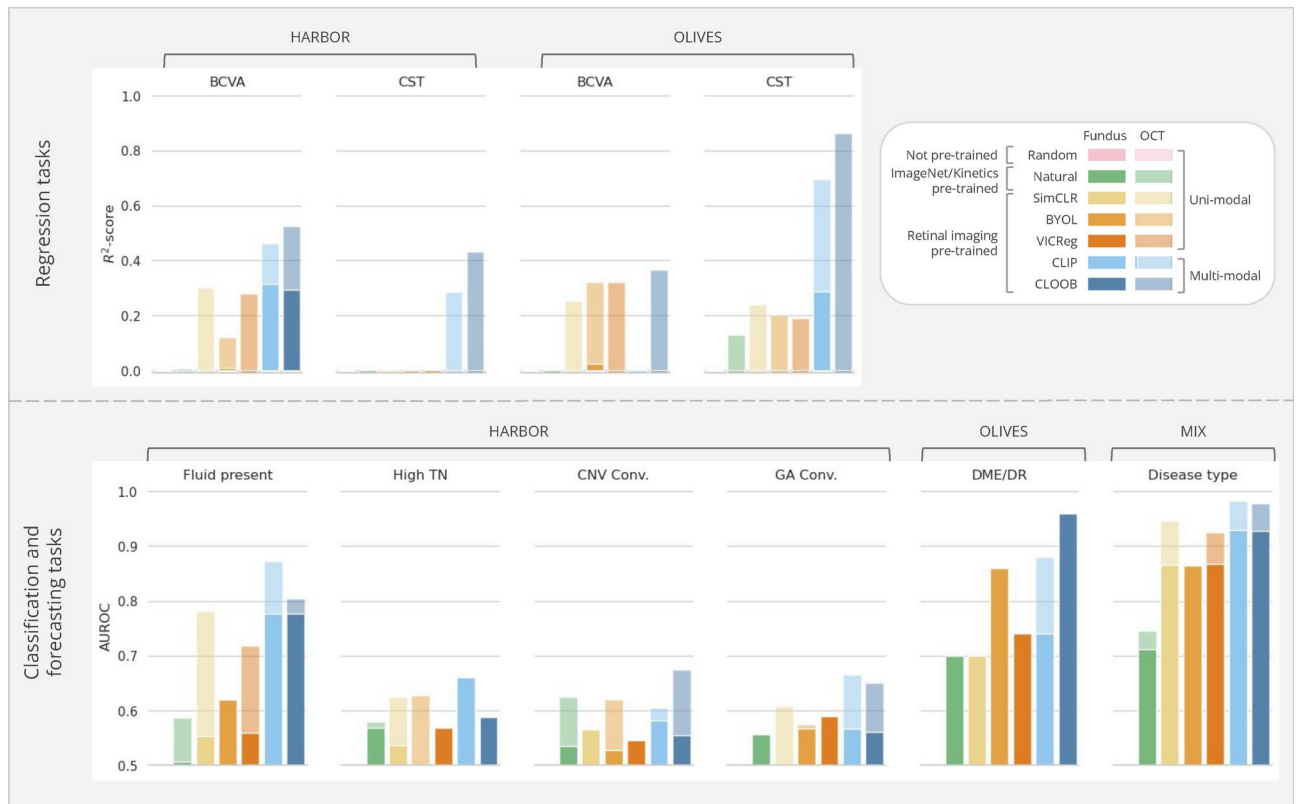 HARBOR
OLIVES
BCVA
CST
BCVA
CST
1.0
0.8
0.6
0.4
0.2
0.0
R²-score
Regression tasks
Fundus OCT
Not pre-trained
Random
ImageNet/Kinetics
pre-trained
Natural
SimCLR
BYOL
Retinal imaging
pre-trained
VICReg
CLIP
CLOOB
Uni-modal
Multi-modal
HARBOR
OLIVES
MIX
Fluid present
High TN
CNV Conv.
GA Conv.
DME/DR
Disease type
1.0
0.9
0.8
0.7
0.6
0.5
AUROC
Classification and
forecasting tasks